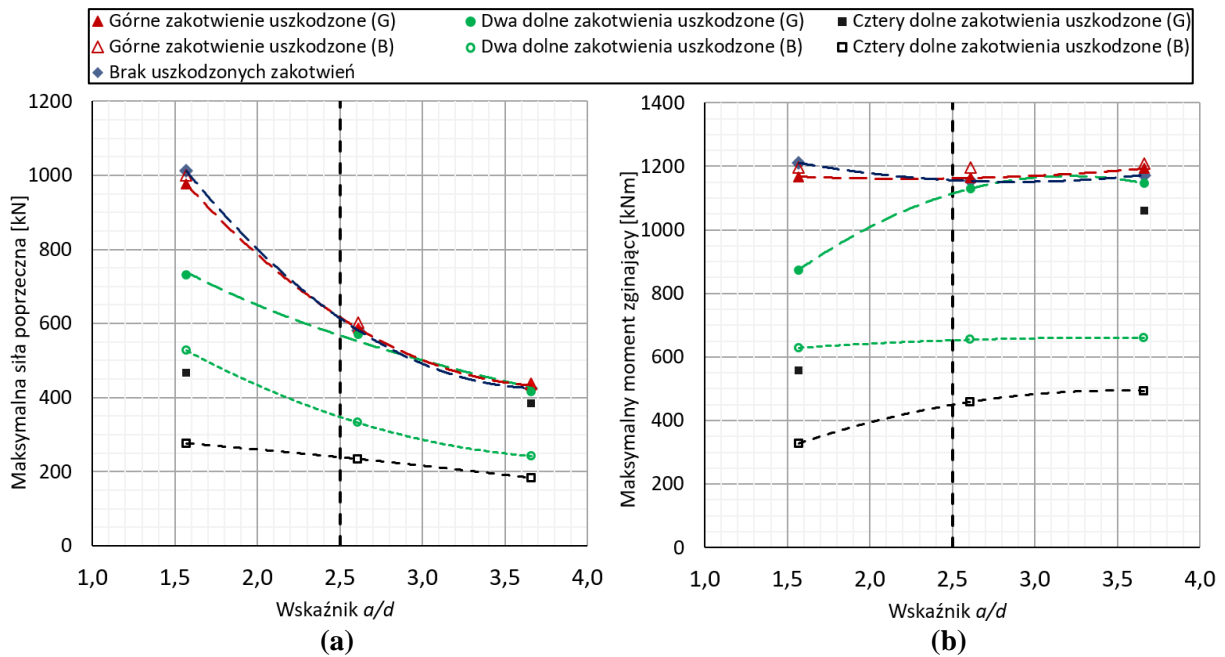 Górne zakotwienie uszkodzone (G) Dwa dolne zakotwienia uszkodzone (G) Cztery dolne zakotwienia uszkodzone (G)
Górne zakotwienie uszkodzone (B) Dwa dolne zakotwienia uszkodzone (B) Cztery dolne zakotwienia uszkodzone (B)
Brak uszkodzonych zakotwień
Maksymalna siła poprzeczna [kN]
1200
1000
800
600
400
200
0
1,0 1,5 2,0 2,5 3,0 3,5 4,0
Wskaźnik a/d
(a)
Maksymalny moment zginający [kNm]
1400
1200
1000
800
600
400
200
0
1,0 1,5 2,0 2,5 3,0 3,5 4,0
Wskaźnik a/d
(b)